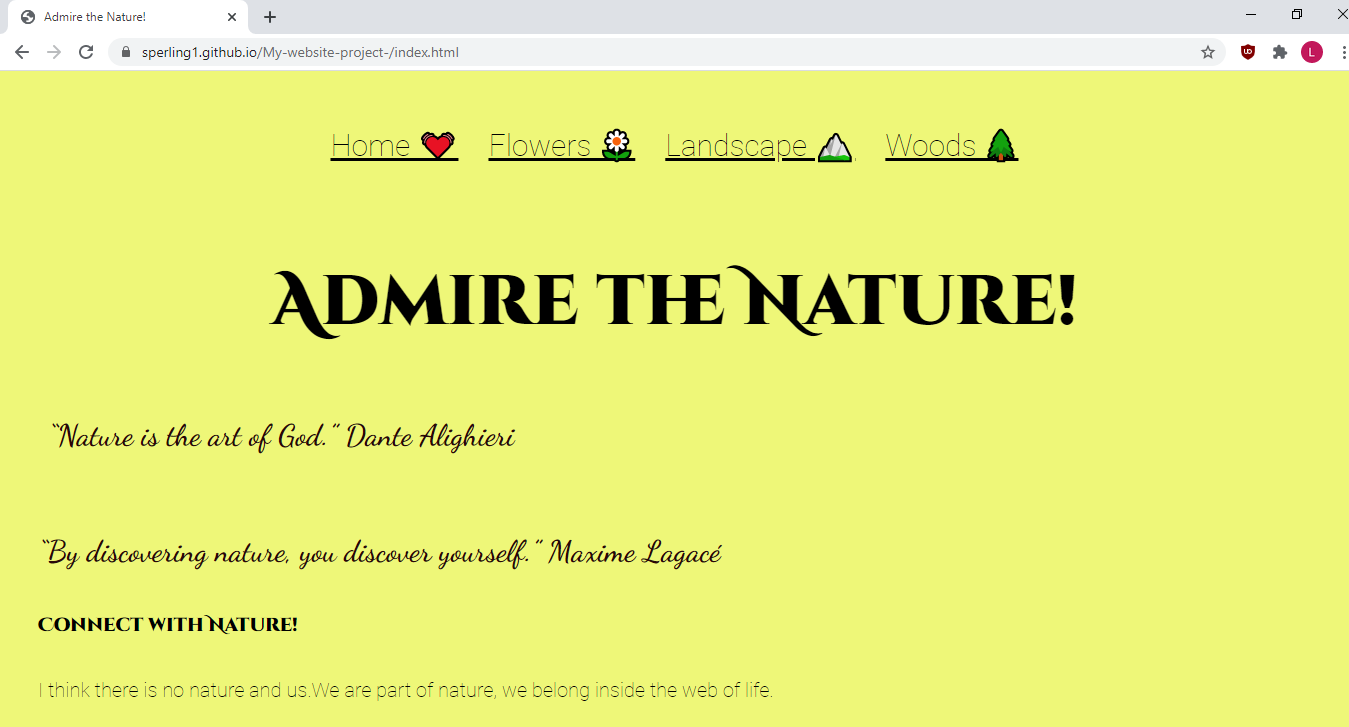 Admire the Nature!
sperling1.github.io/My-website-project-/index.html
L
Home Flowers Landscape Woods
Admire the Nature!
“Nature is the art of God.” Dante Alighieri
“By discovering nature, you discover yourself.” Maxime Lagacé
Connect with Nature!
I think there is no nature and us.We are part of nature, we belong inside the web of life.